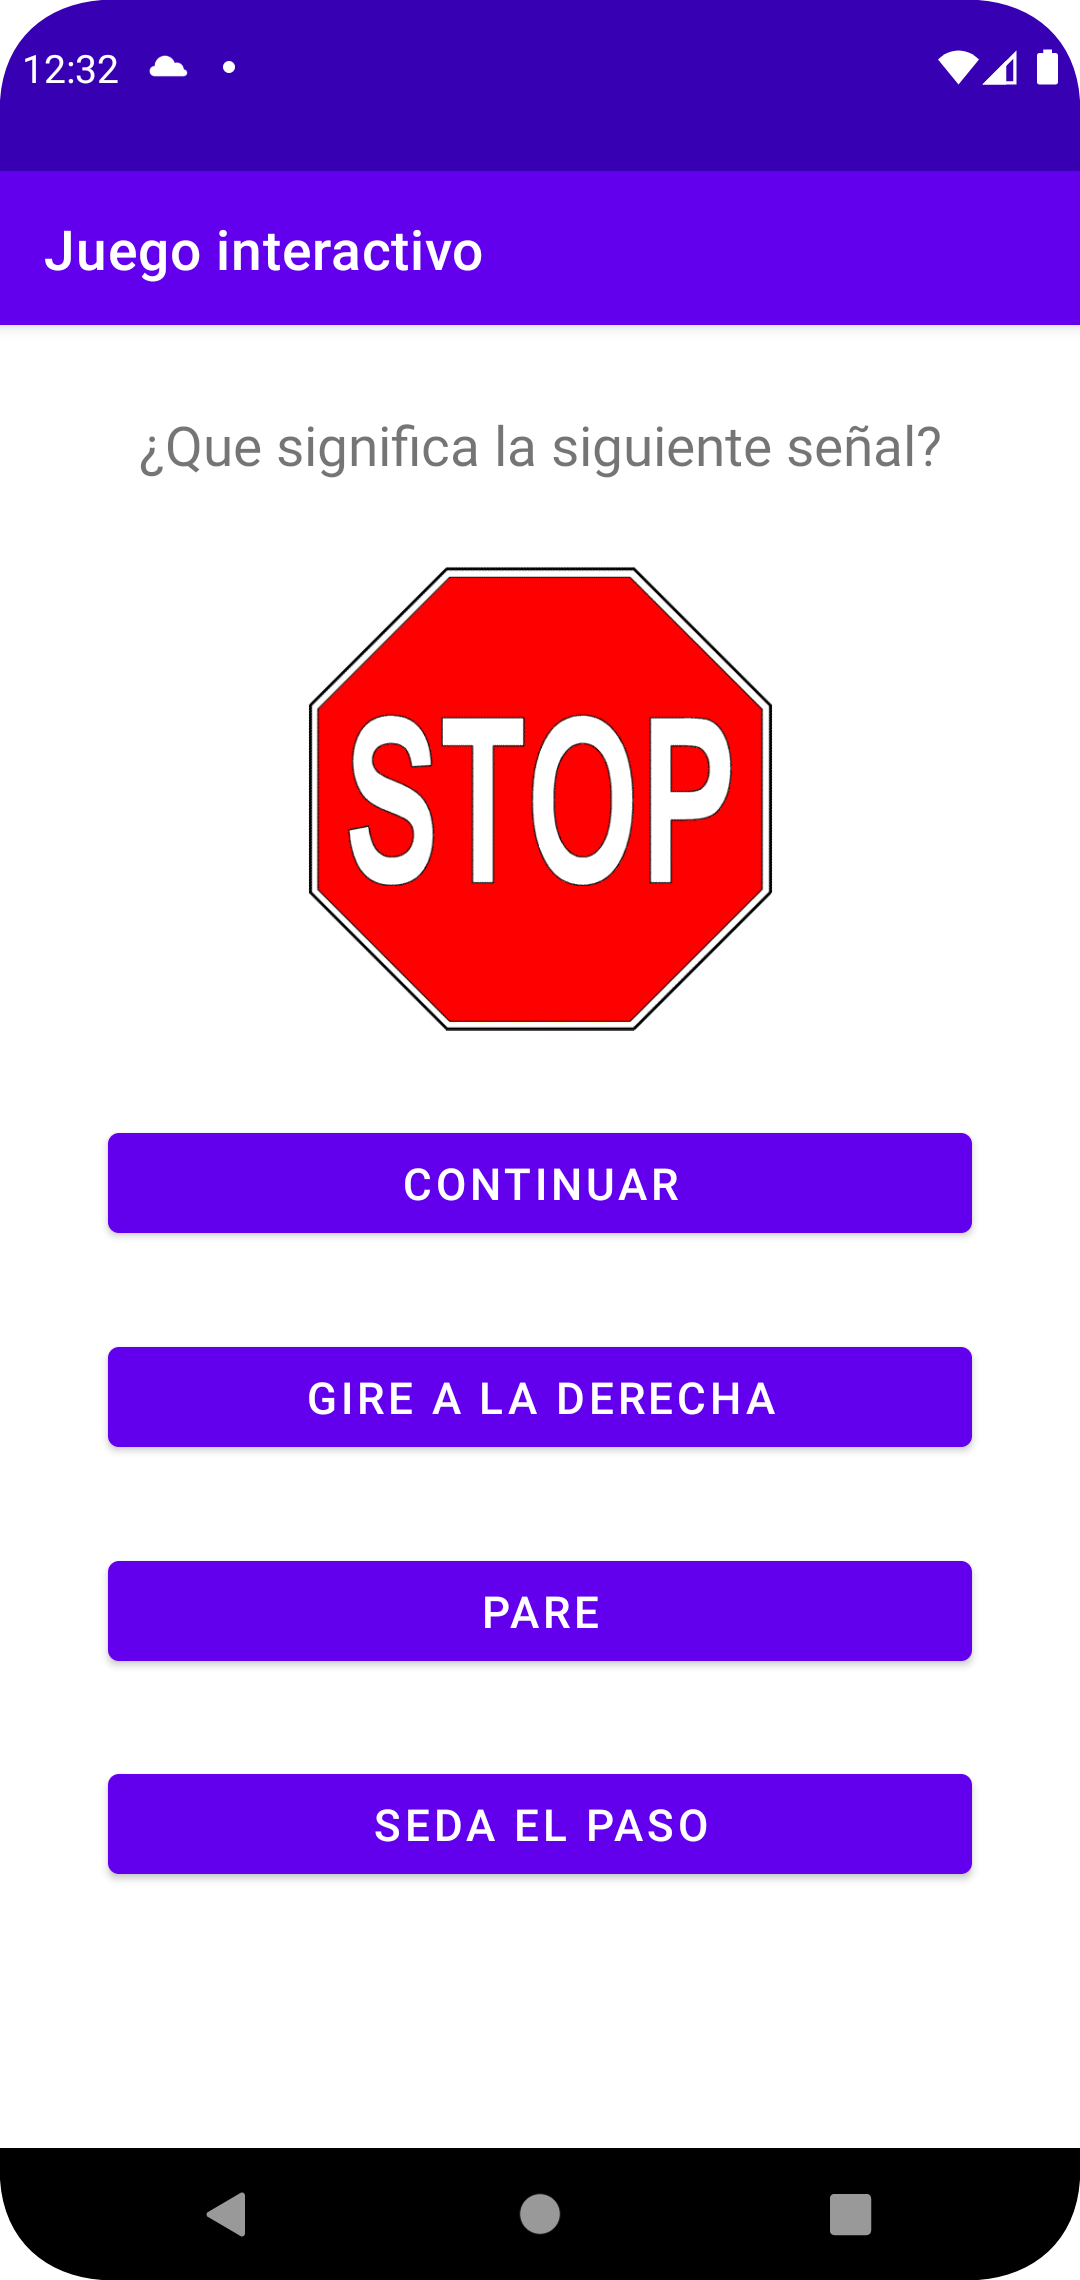 12:32
Juego interactivo
¿Que significa la siguiente señal?
STOP
CONTINUAR
GIRE A LA DERECHA
PARE
SEDA EL PASO